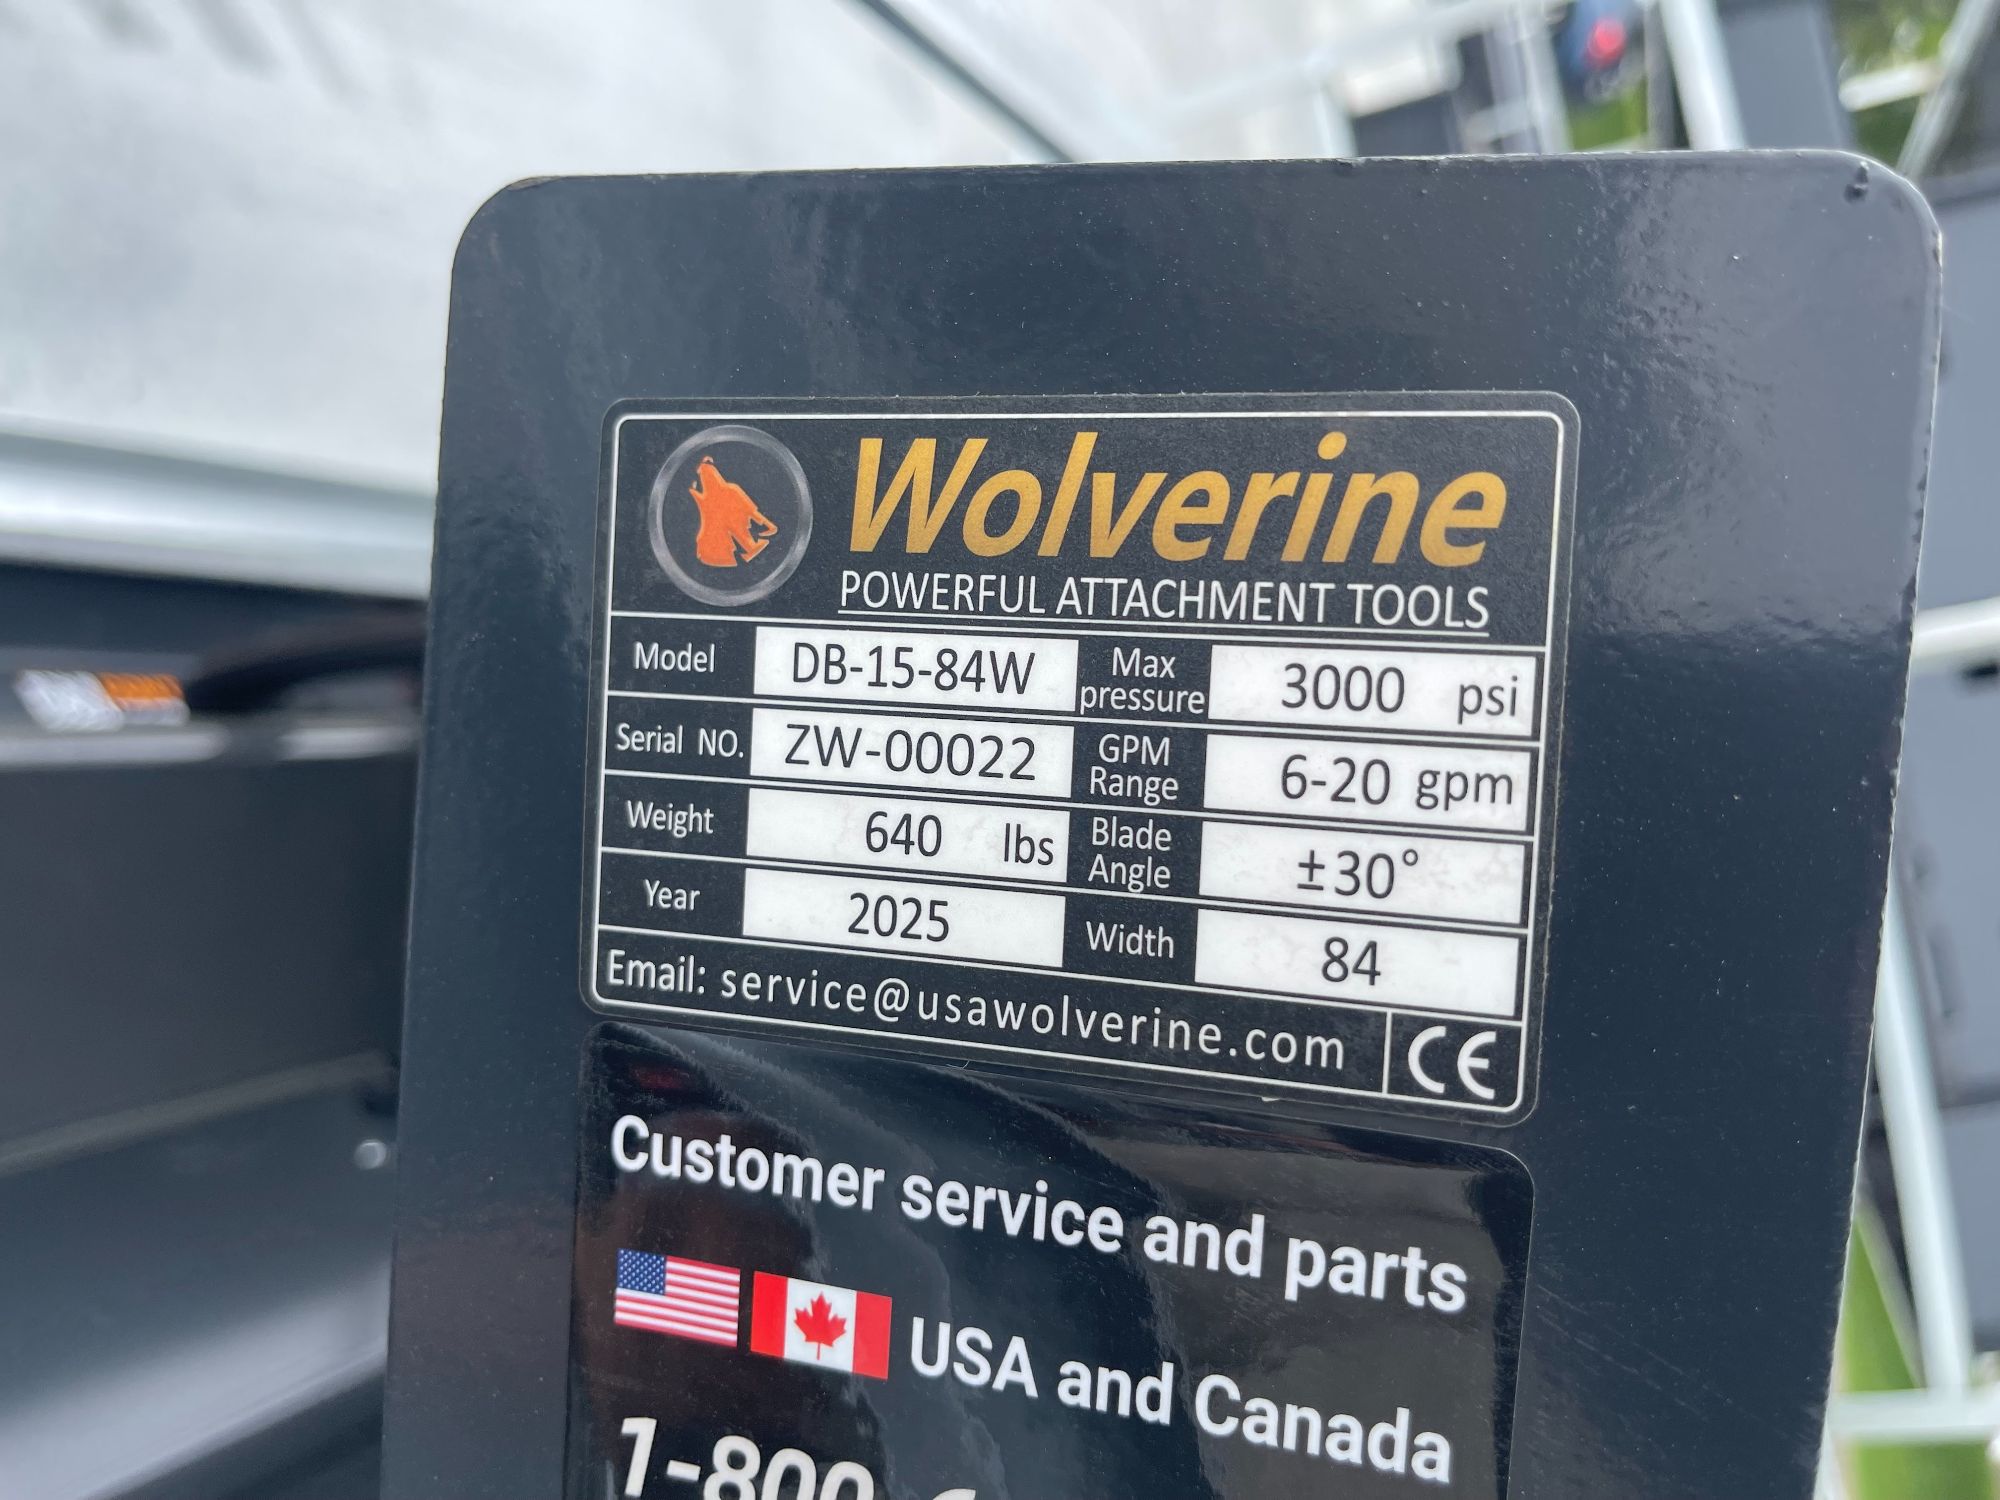 Wolverine
POWERFUL ATTACHMENT TOOLS
Model DB-15-84W Max pressure 3000 psi
Serial NO. ZW-00022 GPM Range 6-20 gpm
Weight 640 lbs Blade Angle ±30°
Year 2025 Width 84
Email: service@usawolverine.com CE
Customer service and parts
USA and Canada
1-800